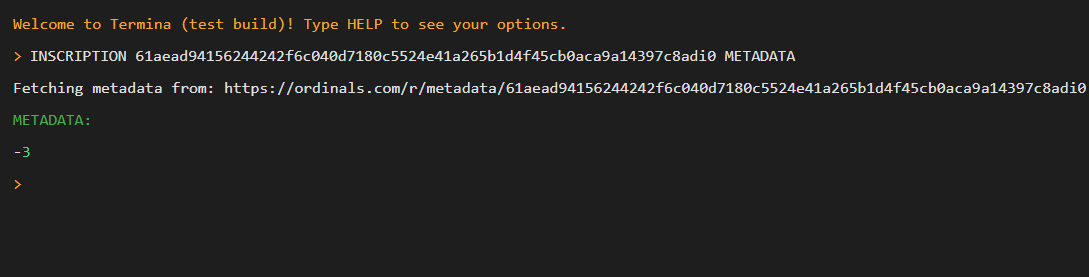 Welcome to Termina (test build)! Type HELP to see your options.
> INSCRIPTION 61aead94156244242f6c040d7180c5524e41a265b1d4f45cb0aca9a14397c8adi0 METADATA
Fetching metadata from: https://ordinals.com/r/metadata/61aead94156244242f6c040d7180c5524e41a265b1d4f45cb0aca9a14397c8adi0
METADATA:
-3
>